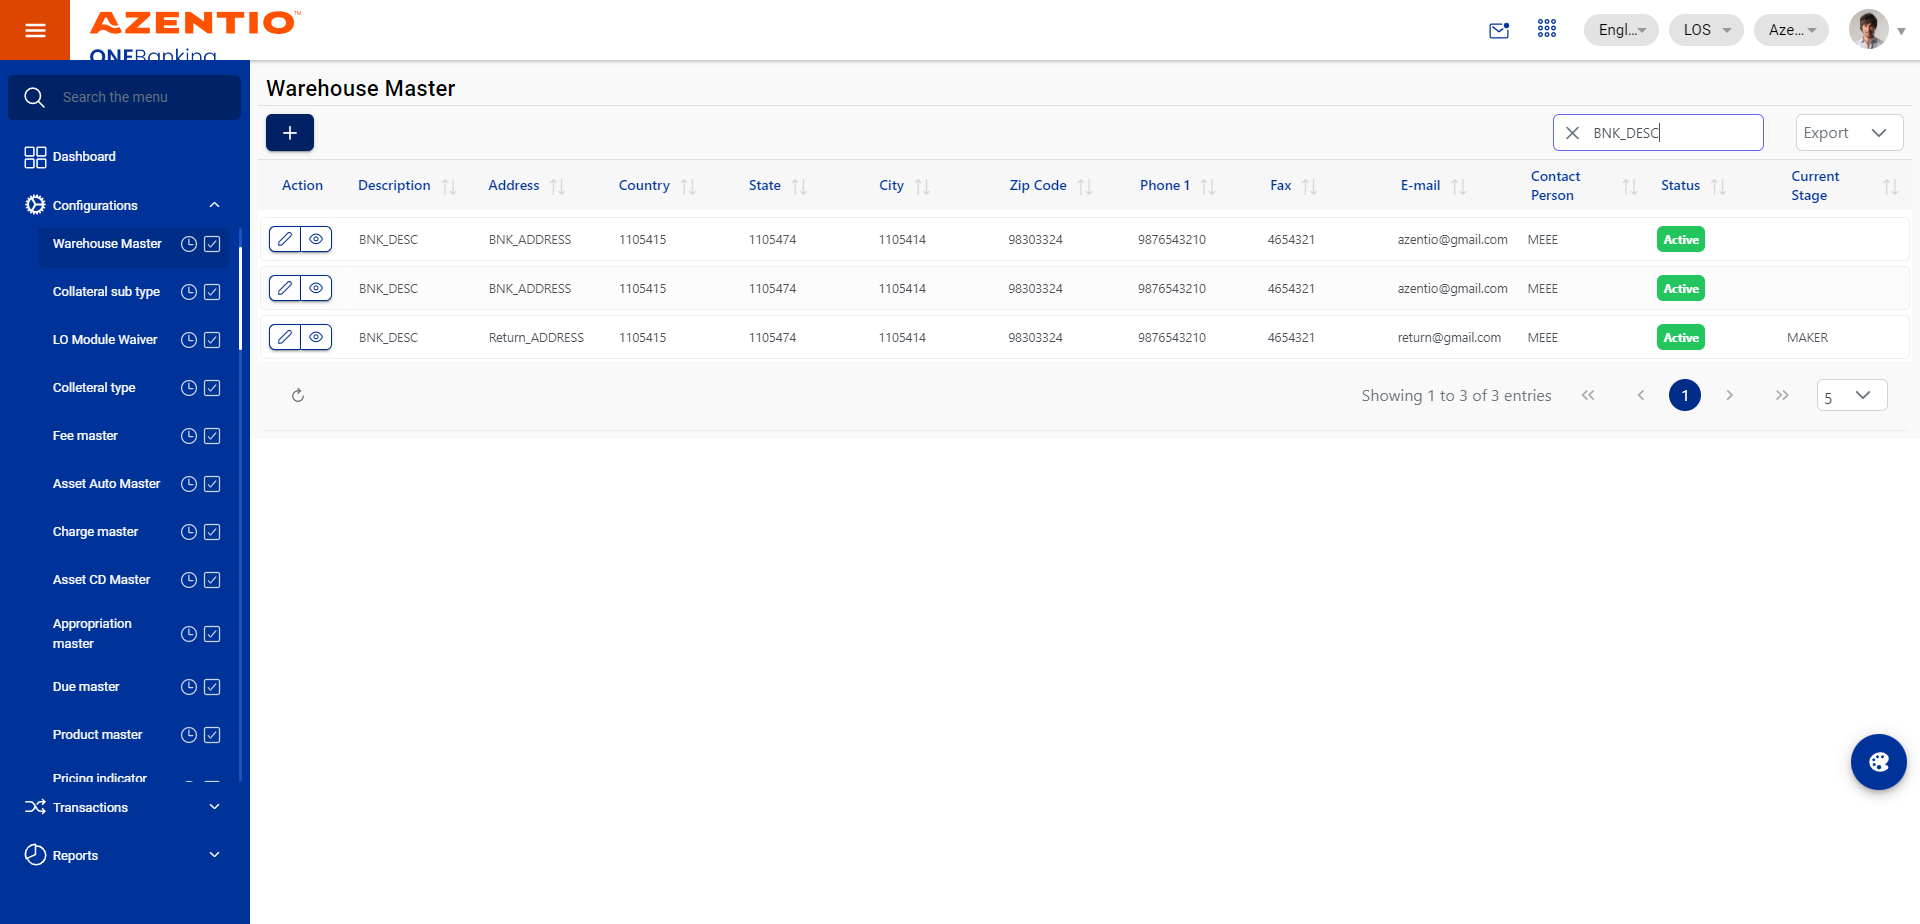 AZENTIO™
ONEBanking
Engl...
LOS
Aze...
Search the menu
Dashboard
Configurations
Warehouse Master
Collateral sub type
LO Module Waiver
Colleteral type
Fee master
Asset Auto Master
Charge master
Asset CD Master
Appropriation
master
Due master
Product master
Pricing indicator
Transactions
Reports
Warehouse Master
+
BNK_DESC
Export
Action Description Address Country State City Zip Code Phone 1 Fax E-mail Contact Person Status Current Stage
BNK_DESC BNK_ADDRESS 1105415 1105474 1105414 98303324 9876543210 4654321 azentio@gmail.com MEEE Active
BNK_DESC BNK_ADDRESS 1105415 1105474 1105414 98303324 9876543210 4654321 azentio@gmail.com MEEE Active
BNK_DESC Return_ADDRESS 1105415 1105474 1105414 98303324 9876543210 4654321 return@gmail.com MEEE Active MAKER
Showing 1 to 3 of 3 entries
1
5